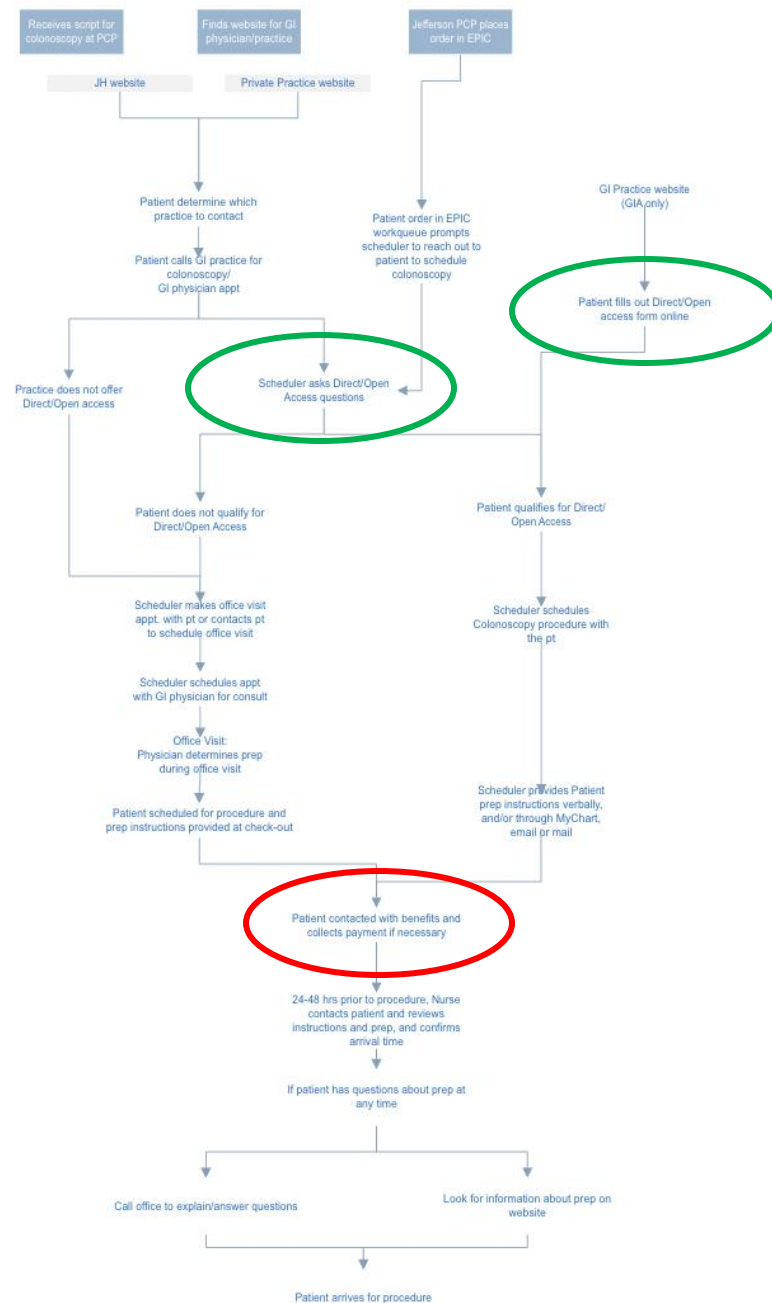 Receives script for
colonoscopy at PCP
Finds website for GI
physician/practice
Jefferson PCP places
order in EPIC
JH website
Private Practice website
Patient determine which
practice to contact
GI Practice website
(GIA only)
Patient order in EPIC
workqueue prompts
scheduler to reach out to
patient to schedule
colonoscopy
Patient calls GI practice for
colonoscopy/
GI physician appt
Patient fills out Direct/Open
access form online
Practice does not offer
Direct/Open access
Scheduler asks Direct/Open
Access questions
Patient does not qualify for
Direct/Open Access
Patient qualifies for Direct/
Open Access
Scheduler makes office visit
appt. with pt or contacts pt
to schedule office visit
Scheduler schedules
Colonoscopy procedure with
the pt
Scheduler schedules appt
with GI physician for consult
Office Visit:
Physician determines prep
during office visit
Patient scheduled for procedure and
prep instructions provided at check-out
Scheduler provides Patient
prep instructions verbally,
and/or through MyChart,
email or mail
Patient contacted with benefits and
collects payment if necessary
24-48 hrs prior to procedure, Nurse
contacts patient and reviews
instructions and prep, and confirms
arrival time
If patient has questions about prep at
any time
Call office to explain/answer questions
Look for information about prep on
website
Patient arrives for procedure